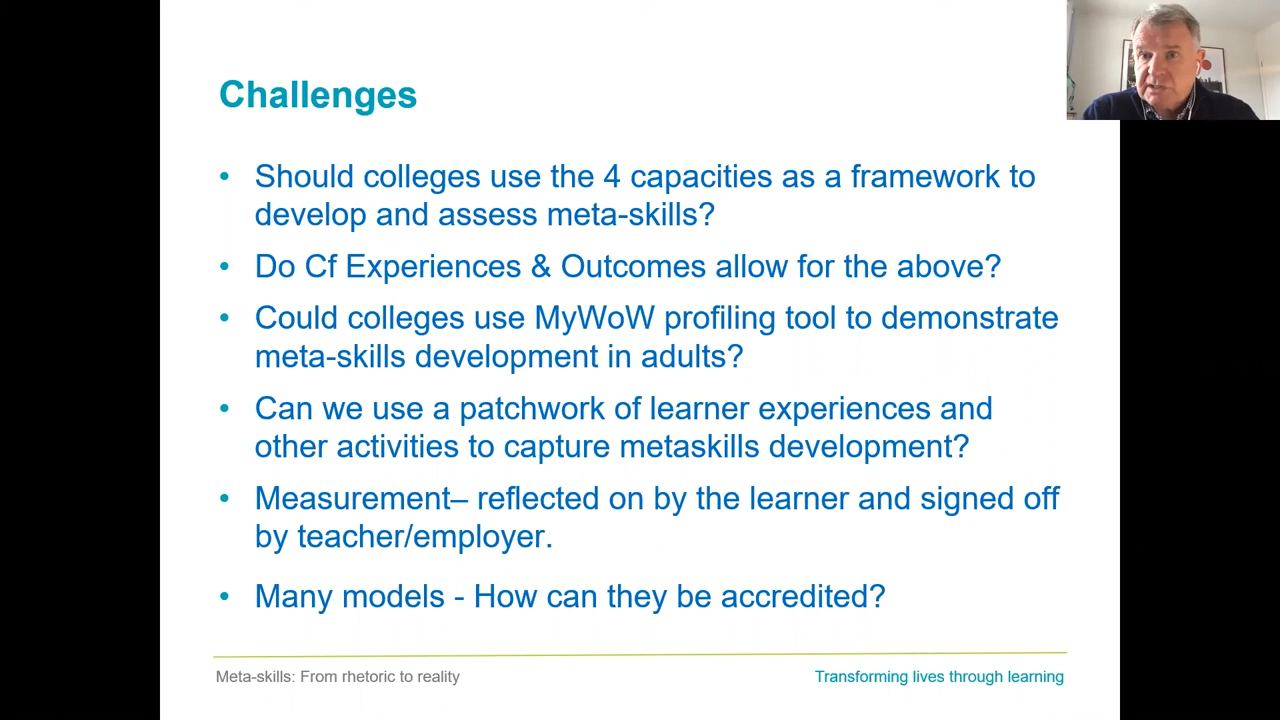 Challenges
• Should colleges use the 4 capacities as a framework to
develop and assess meta-skills?
• Do Cf Experiences & Outcomes allow for the above?
• Could colleges use MyWoW profiling tool to demonstrate
meta-skills development in adults?
• Can we use a patchwork of learner experiences and
other activities to capture metaskills development?
• Measurement– reflected on by the learner and signed off
by teacher/employer.
• Many models - How can they be accredited?
Meta-skills: From rhetoric to reality
Transforming lives through learning